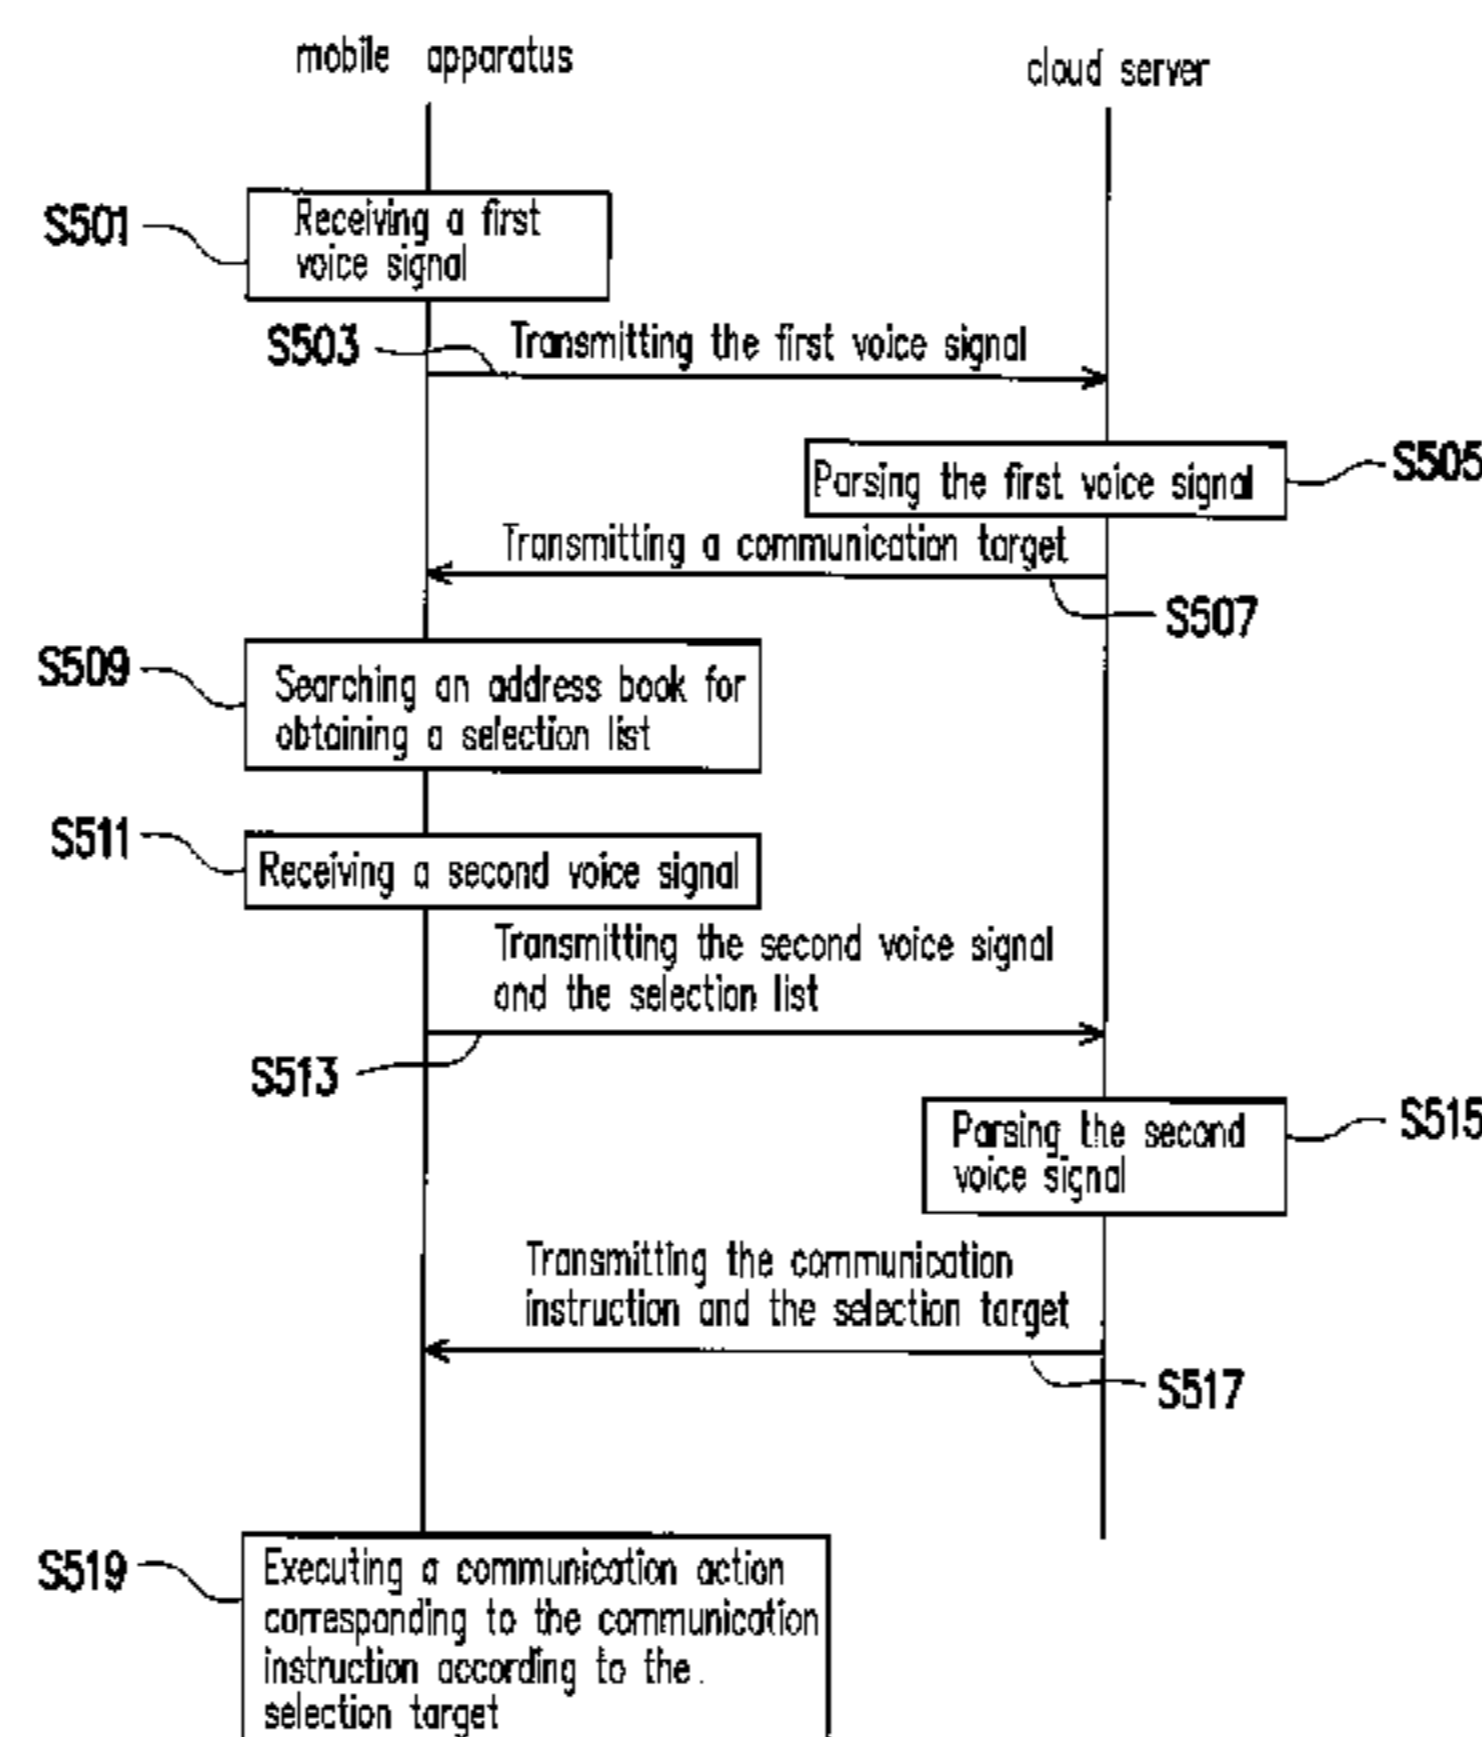 mobile apparatus
cloud server
S501
Receiving a first
voice signal
S503
Transmitting the first voice signal
Parsing the first voice signal
S505
Transmitting a communication target
S507
S509
Searching an address book for
obtaining a selection list
S511
Receiving a second voice signal
Transmitting the second voice signal
and the selection list
S513
Parsing the second
voice signal
S515
Transmitting the communication
instruction and the selection target
S517
S519
Executing a communication action
corresponding to the communication
instruction according to the
selection target